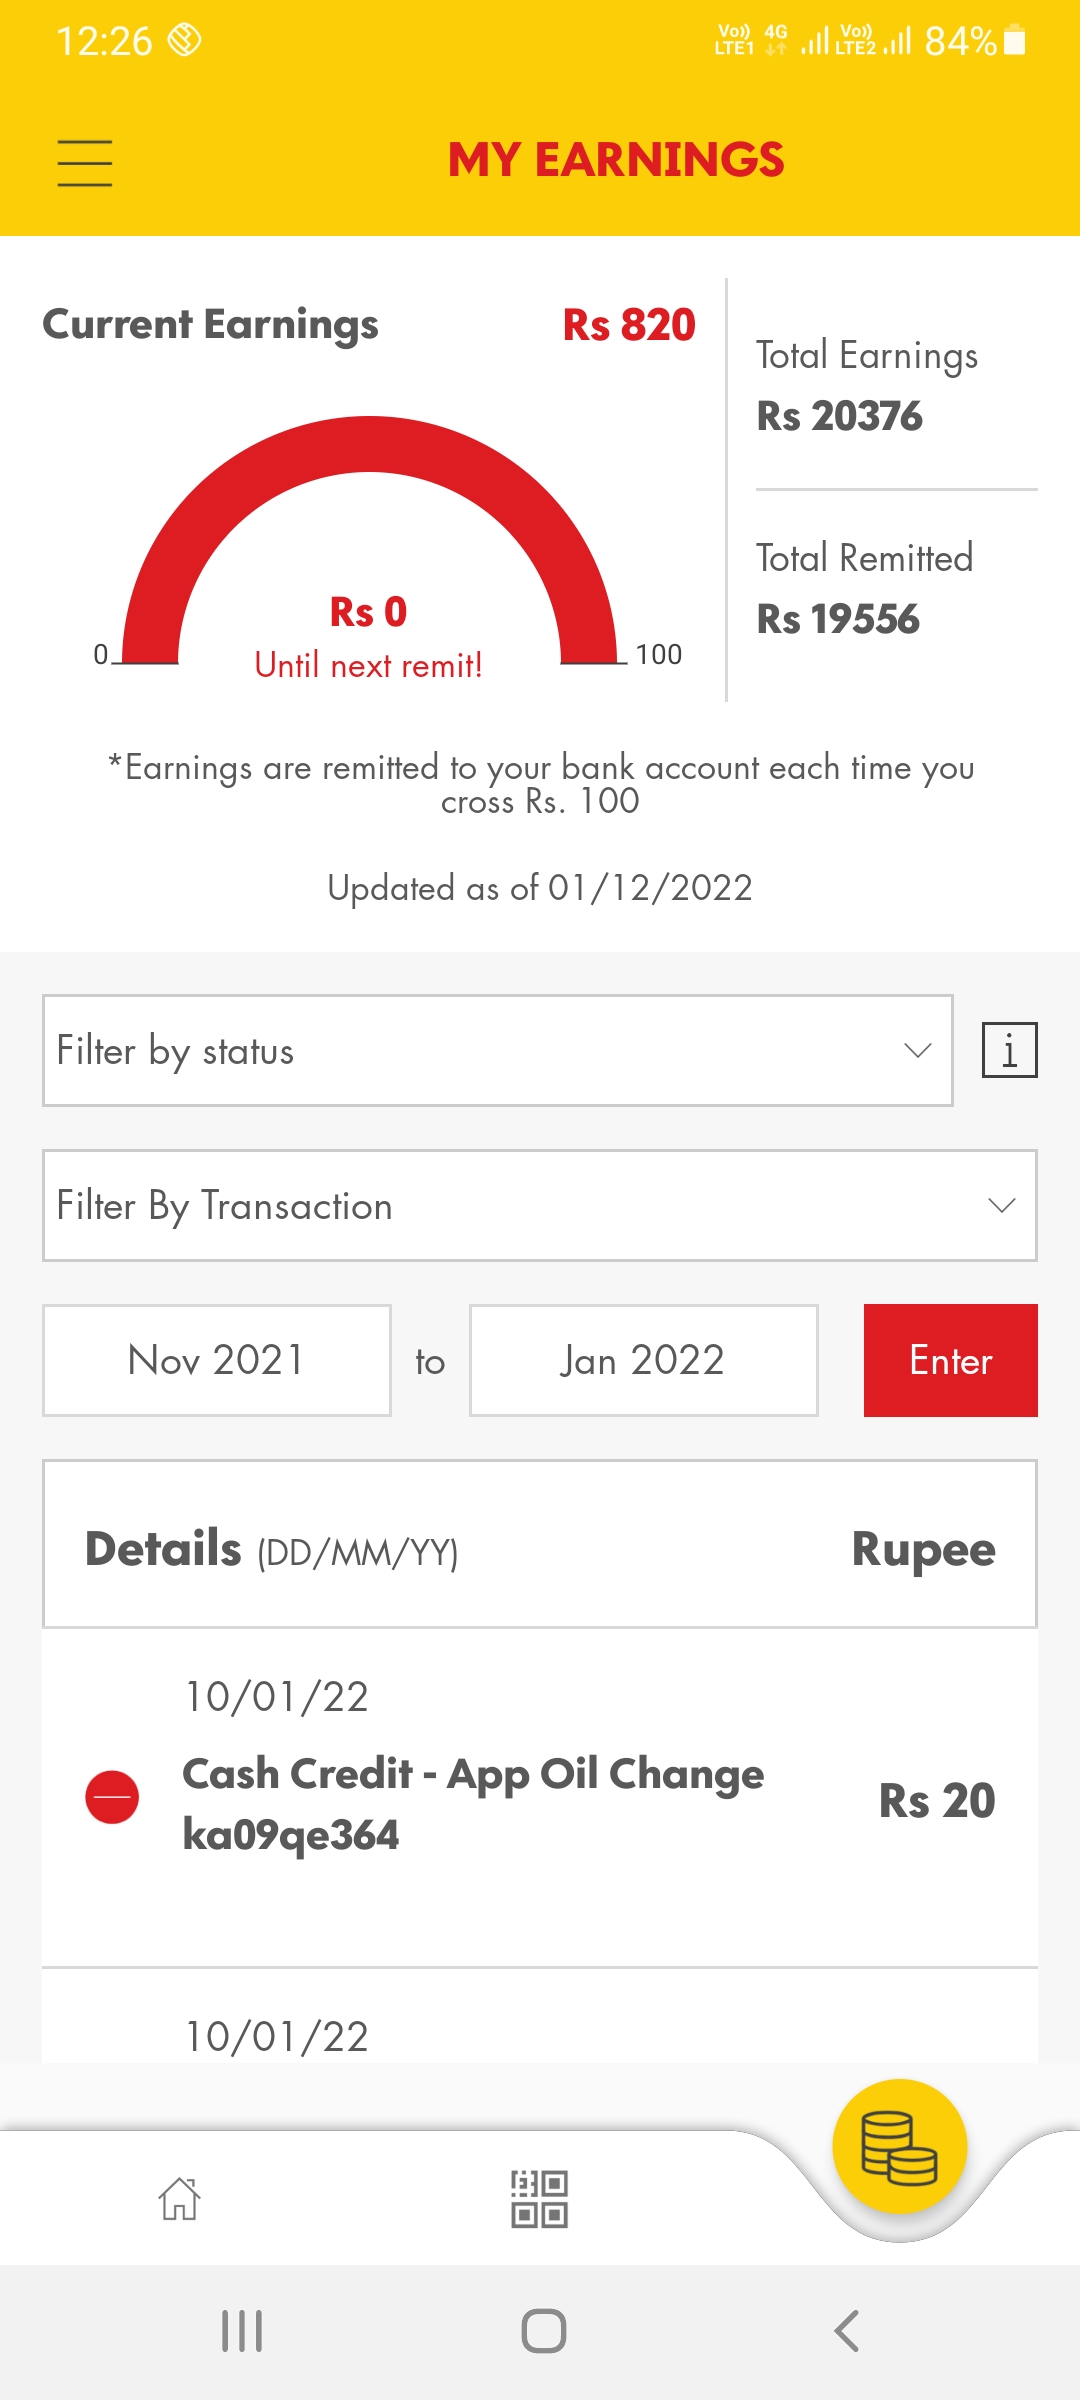 12:26
Vo)) 4G Vo))
LTE1 LTE2 84%
MY EARNINGS
Current Earnings Rs 820
Total Earnings
Rs 20376
Total Remitted
Rs 19556
Rs 0
0 Until next remit! 100
*Earnings are remitted to your bank account each time you
cross Rs. 100
Updated as of 01/12/2022
Filter by status i
Filter By Transaction
Nov 2021 to Jan 2022 Enter
Details (DD/MM/YY) Rupee
10/01/22
Cash Credit - App Oil Change
ka09qe364
Rs 20
10/01/22